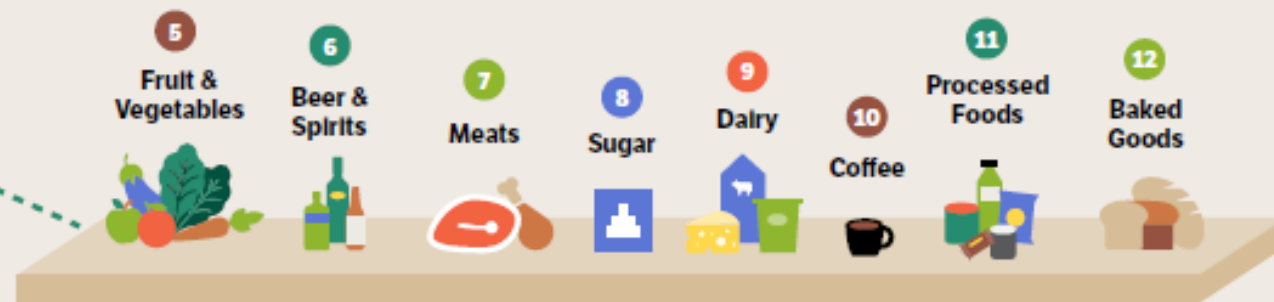 5
Fruit &
Vegetables
6
Beer &
Spirits
7
Meats
8
Sugar
9
Dairy
10
Coffee
11
Processed
Foods
12
Baked
Goods